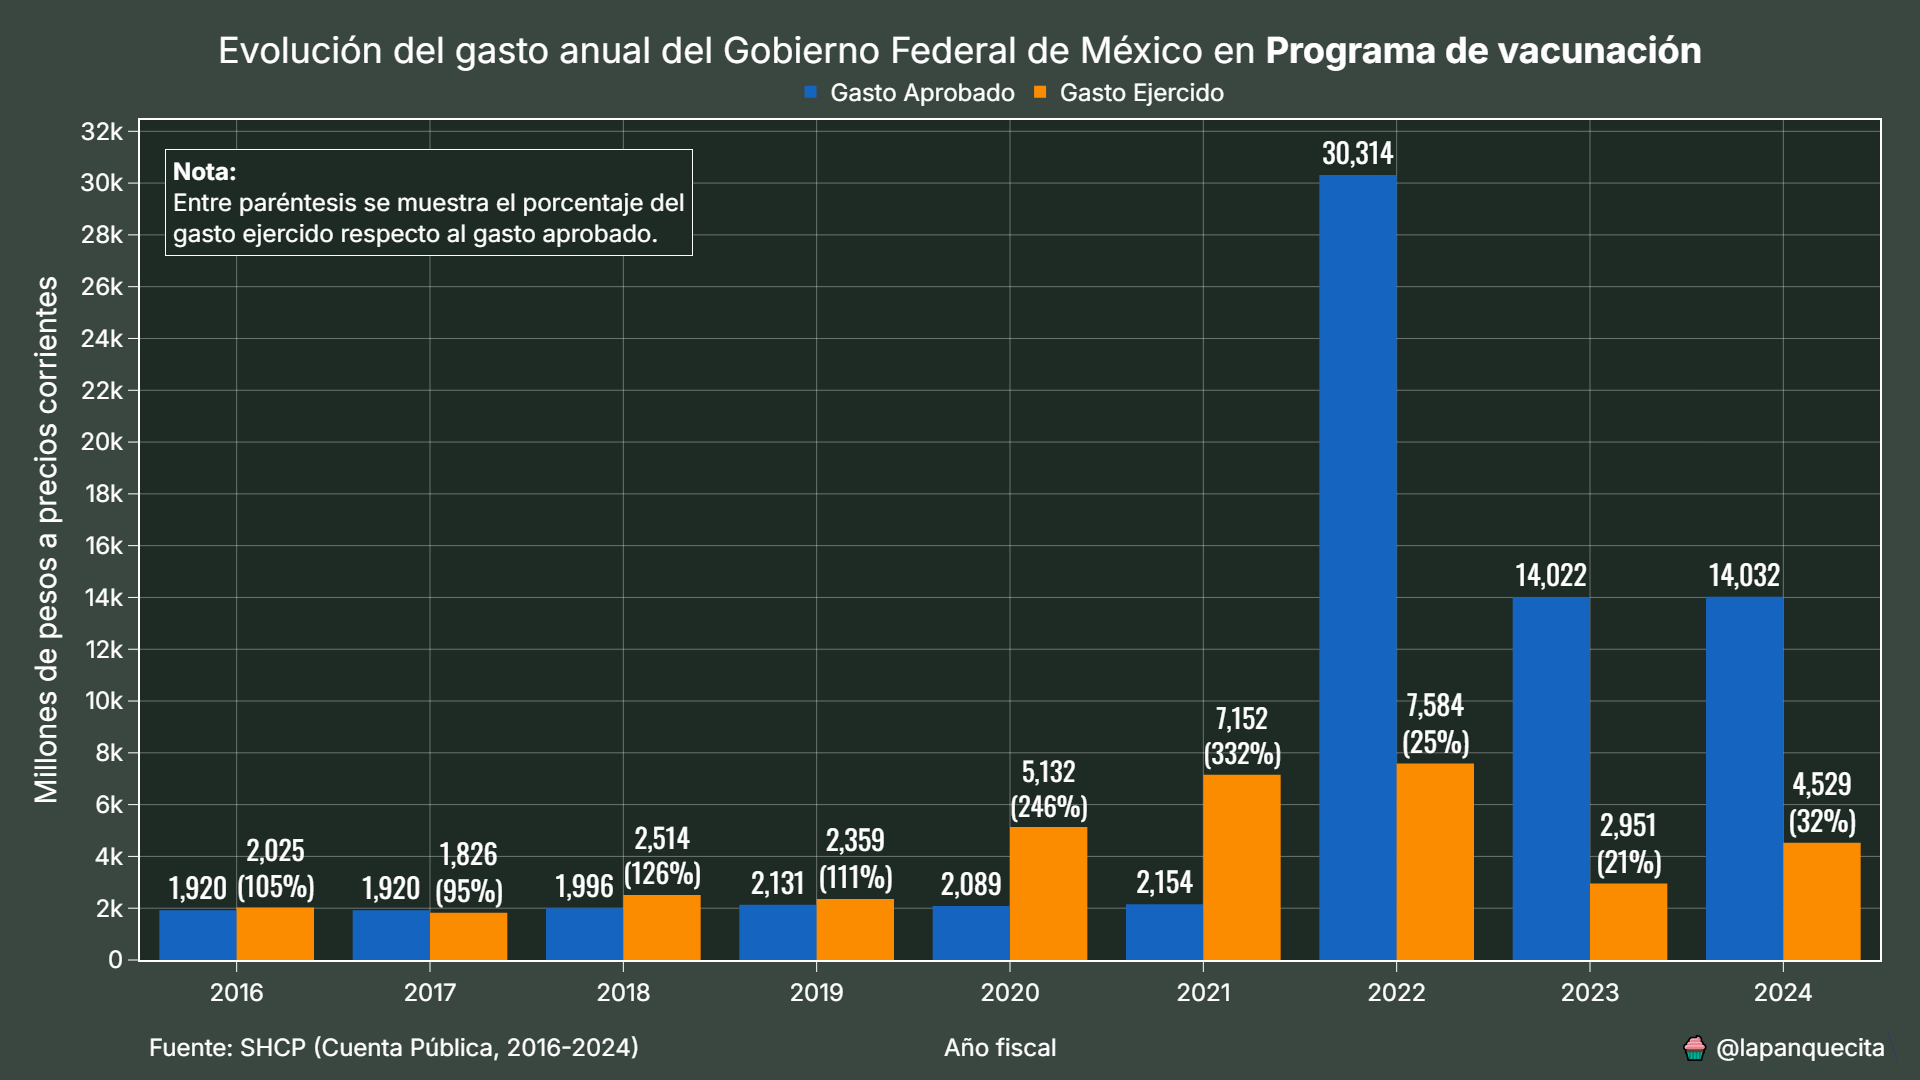 Evolución del gasto anual del Gobierno Federal de México en Programa de vacunación
Gasto Aprobado Gasto Ejercido
Nota:
Entre paréntesis se muestra el porcentaje del
gasto ejercido respecto al gasto aprobado.
Millones de pesos a precios corrientes
32k
30k
28k
26k
24k
22k
20k
18k
16k
14k
12k
10k
8k
6k
4k
2k
0
1,920
2,025
(105%)
1,920
1,826
(95%)
1,996
2,514
(126%)
2,131
2,359
(111%)
2,089
5,132
(246%)
2,154
7,152
(332%)
30,314
7,584
(25%)
14,022
2,951
(21%)
14,032
4,529
(32%)
2016 2017 2018 2019 2020 2021 2022 2023 2024
Fuente: SHCP (Cuenta Pública, 2016-2024)
Año fiscal
@lapanquecita